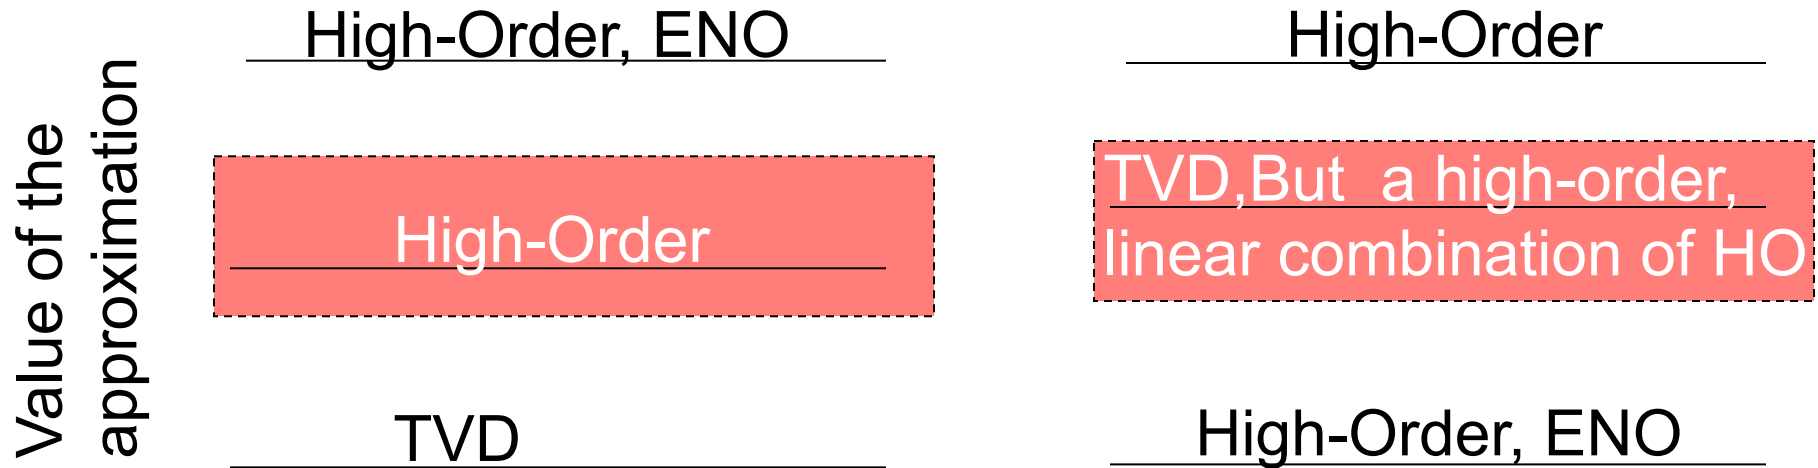 Value of the
approximation
High-Order, ENO
High-Order
TVD
High-Order
TVD,But  a high-order,
linear combination of HO
High-Order, ENO